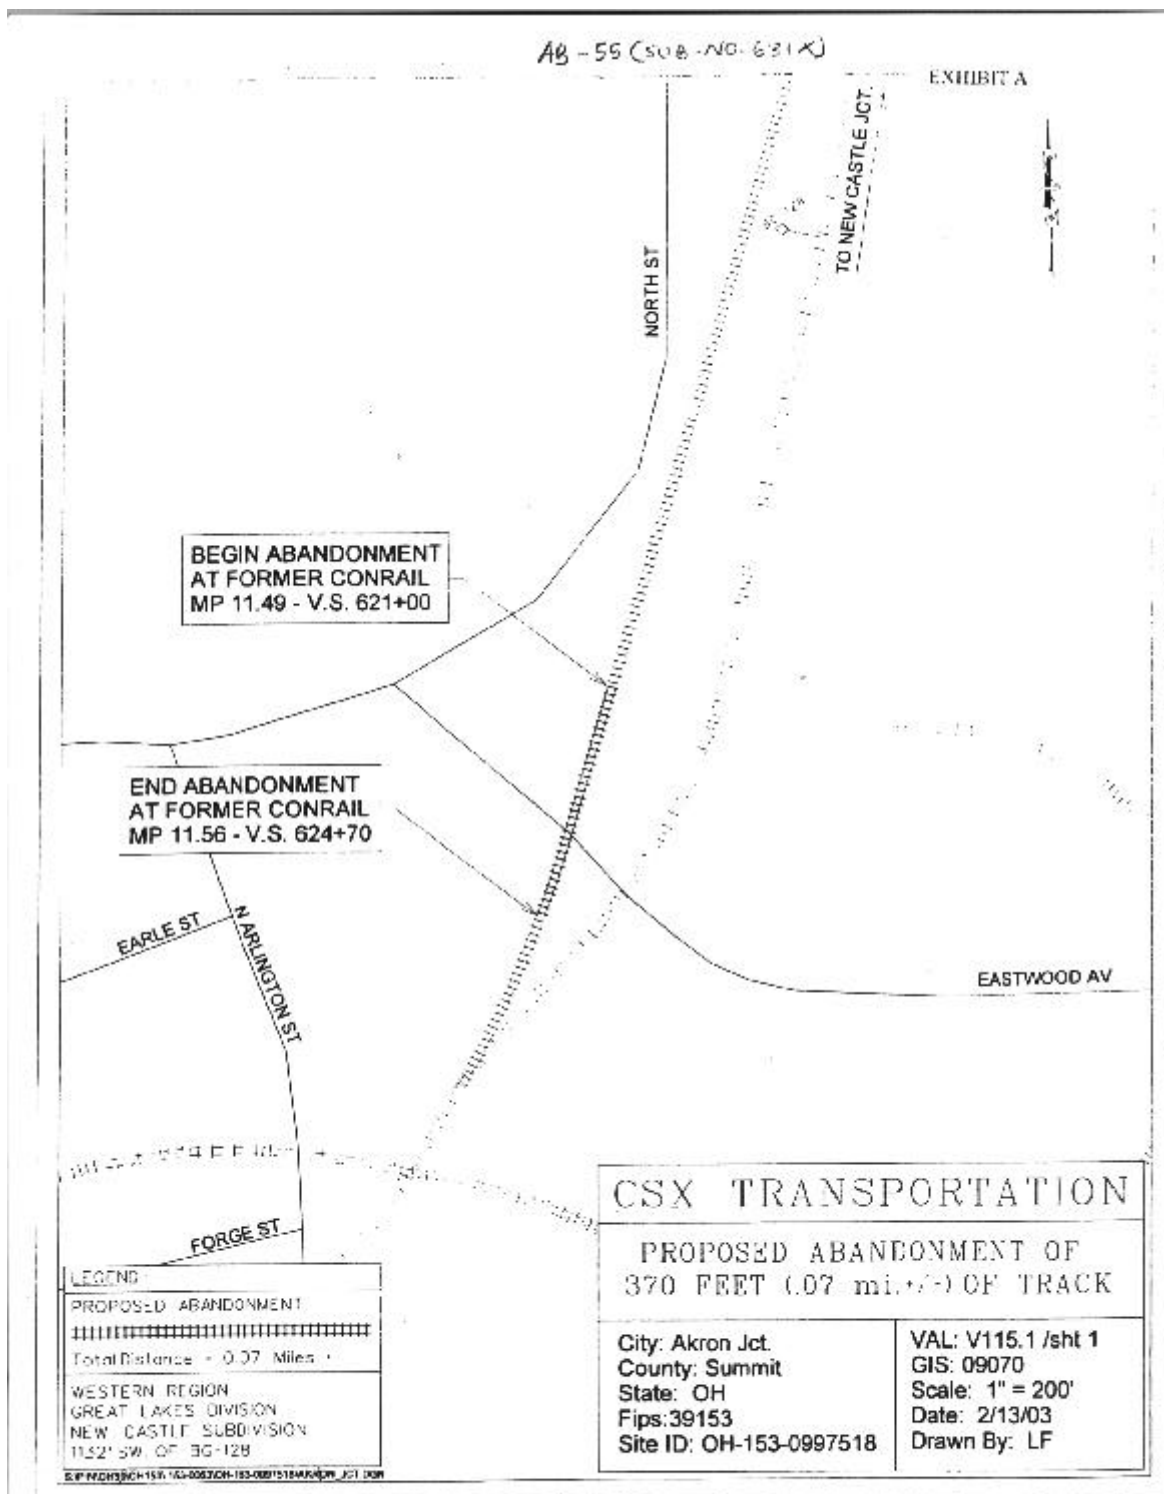 AB-55 (SUB-NO. 631X)
EXHIBIT A
TO NEW CASTLE JCT.
NORTH ST
BEGIN ABANDONMENT
AT FORMER CONRAIL
MP 11.49 - V.S. 621+00
END ABANDONMENT
AT FORMER CONRAIL
MP 11.56 - V.S. 624+70
EARLE ST
N ARLINGTON ST
EASTWOOD AV
FORGE ST
LEGEND
PROPOSED ABANDONMENT
Total Distance - 0.07 Miles
WESTERN REGION
GREAT LAKES DIVISION
NEW CASTLE SUBDIVISION
1132' SW. OF BG-128
CSX TRANSPORTATION
PROPOSED ABANDONMENT OF
370 FEET (.07 mi.+/-) OF TRACK
City: Akron Jct.
County: Summit
State: OH
Fips:39153
Site ID: OH-153-0997518
VAL: V115.1 /sht 1
GIS: 09070
Scale: 1" = 200'
Date: 2/13/03
Drawn By: LF